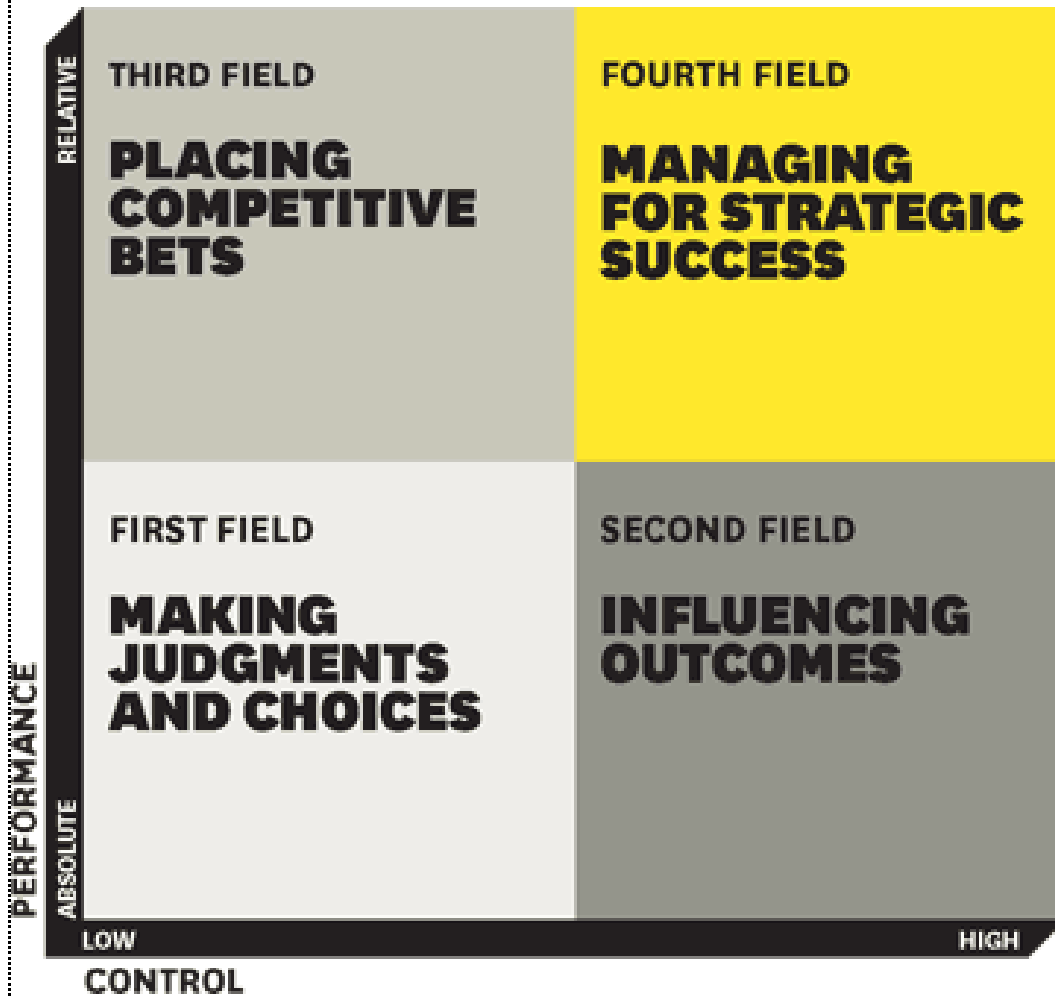 RELATIVE
THIRD FIELD
PLACING
COMPETITIVE
BETS
FOURTH FIELD
MANAGING
FOR STRATEGIC
SUCCESS
FIRST FIELD
MAKING
JUDGMENTS
AND CHOICES
SECOND FIELD
INFLUENCING
OUTCOMES
PERFORMANCE
ABSOLUTE
LOW
HIGH
CONTROL